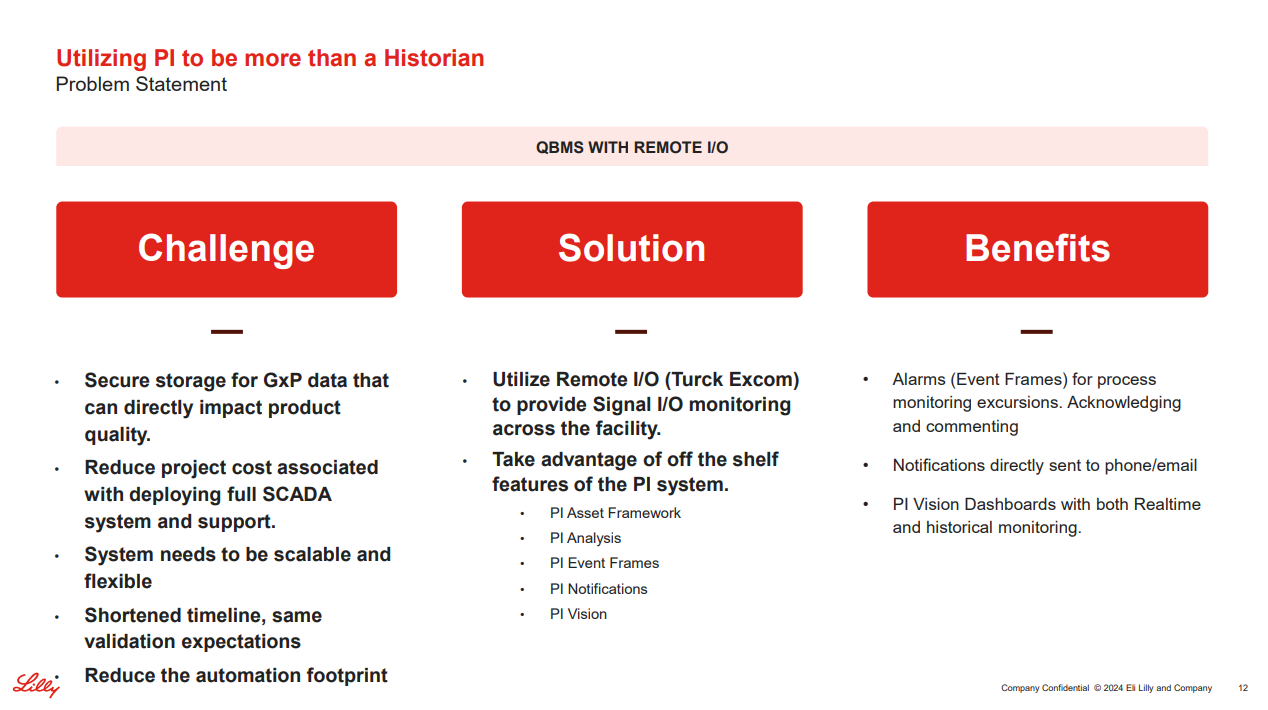 Utilizing PI to be more than a Historian
Problem Statement
QBMS WITH REMOTE I/O
Challenge
• Secure storage for GxP data that
can directly impact product
quality.
• Reduce project cost associated
with deploying full SCADA
system and support.
• System needs to be scalable and
flexible
• Shortened timeline, same
validation expectations
• Reduce the automation footprint
Solution
• Utilize Remote I/O (Turck Excom)
to provide Signal I/O monitoring
across the facility.
• Take advantage of off the shelf
features of the PI system.
• PI Asset Framework
• PI Analysis
• PI Event Frames
• PI Notifications
• PI Vision
Benefits
• Alarms (Event Frames) for process
monitoring excursions. Acknowledging
and commenting
• Notifications directly sent to phone/email
• PI Vision Dashboards with both Realtime
and historical monitoring.
Lilly
Company Confidential © 2024 Eli Lilly and Company
12